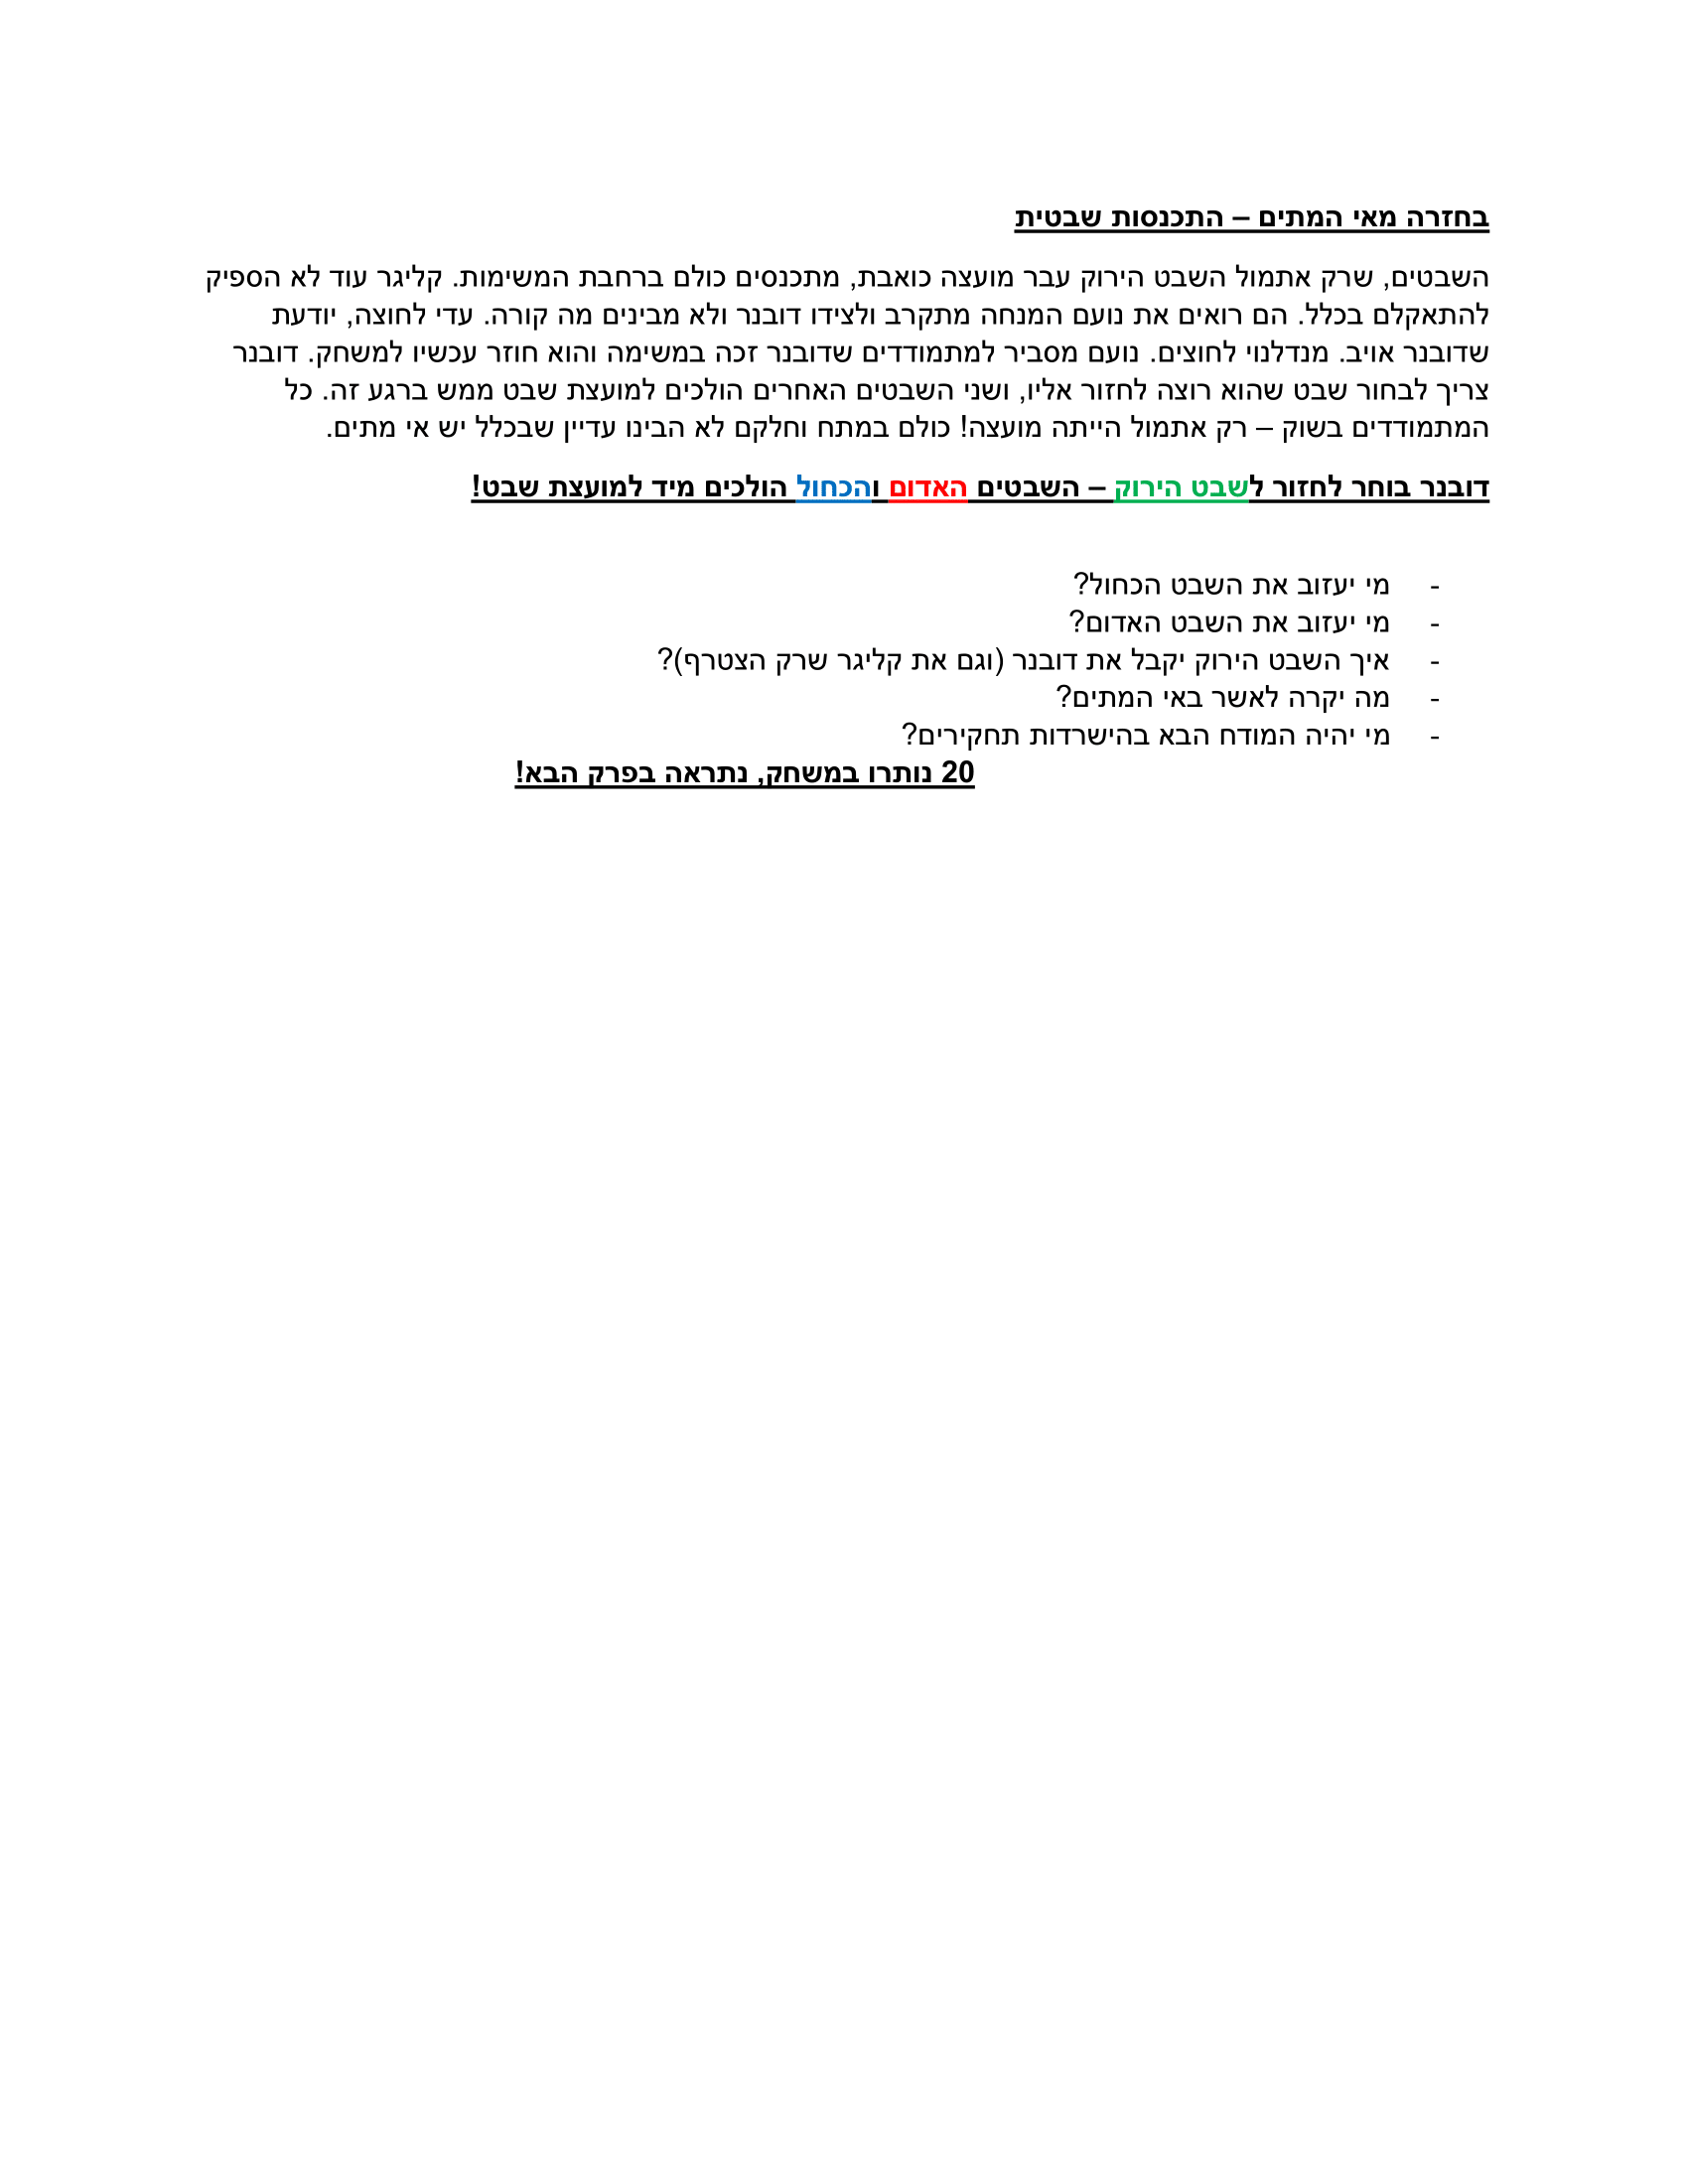 בחזרה מאי המתים – התכנסות שבטית
השבטים, שרק אתמול השבט הירוק עבר מועצה כואבת, מתכנסים כולם ברחבת המשימות. קליגר עוד לא הספיק
להתאקלם בכלל. הם רואים את נועם המנחה מתקרב ולצידו דובנר ולא מבינים מה קורה. עדי לחוצה, יודעת
שדובנר אויב. מנדלנוי לחוצים. נועם מסביר למתמודדים שדובנר זכה במשימה והוא חוזר עכשיו למשחק. דובנר
צריך לבחור שבט שהוא רוצה לחזור אליו, ושני השבטים האחרים הולכים למועצת שבט ממש ברגע זה. כל
המתמודדים בשוק – רק אתמול הייתה מועצה! כולם במתח וחלקם לא הבינו עדיין שבכלל יש אי מתים.
דובנר בוחר לחזור לשבט הירוק – השבטים האדום והכחול הולכים מיד למועצת שבט!
- מי יעזוב את השבט הכחול?
- מי יעזוב את השבט האדום?
- איך השבט הירוק יקבל את דובנר (וגם את קליגר שרק הצטרף)?
- מה יקרה לאשר באי המתים?
- מי יהיה המודח הבא בהישרדות תחקירים?
20 נותרו במשחק, נתראה בפרק הבא!